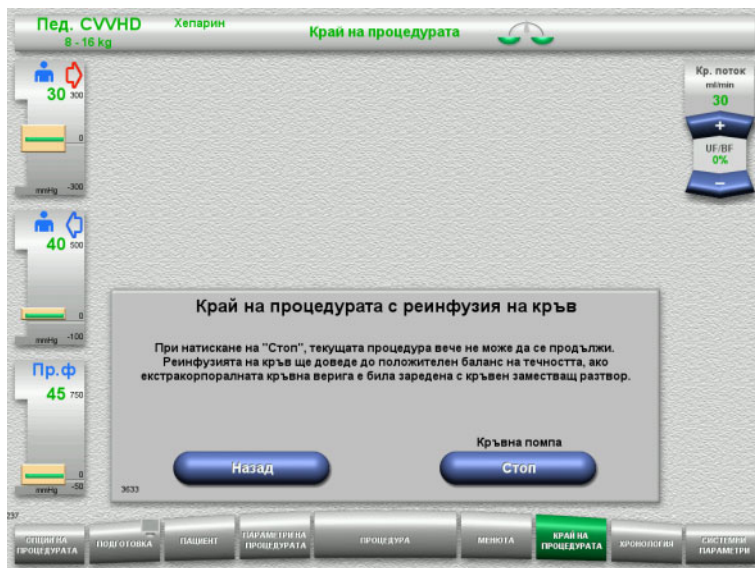 Пед. CVVHD
Хепарин
8 - 16 kg
Край на процедурата
30
300
0
mmHg
-300
40
500
0
mmHg
-100
Пр.ф
45
750
0
mmHg
-50
Кр. поток
ml/min
30
+
UF/BF
0%
–
Край на процедурата с реинфузия на кръв
При натискане на "Стоп", текущата процедура вече не може да се продължи.
Реинфузията на кръв ще доведе до положителен баланс на течността, ако
екстракорпоралната кръвна верига е била заредена с кръвен заместващ разтвор.
Кръвна помпа
Назад
Стоп
3633
237
ОПЦИИ НА
ПРОЦЕДУРАТА
ПОДГОТОВКА
ПАЦИЕНТ
ПАРАМЕТРИ НА
ПРОЦЕДУРАТА
ПРОЦЕДУРА
МЕНЮТА
КРАЙ НА
ПРОЦЕДУРАТА
ХРОНОЛОГИЯ
СИСТЕМНИ
ПАРАМЕТРИ